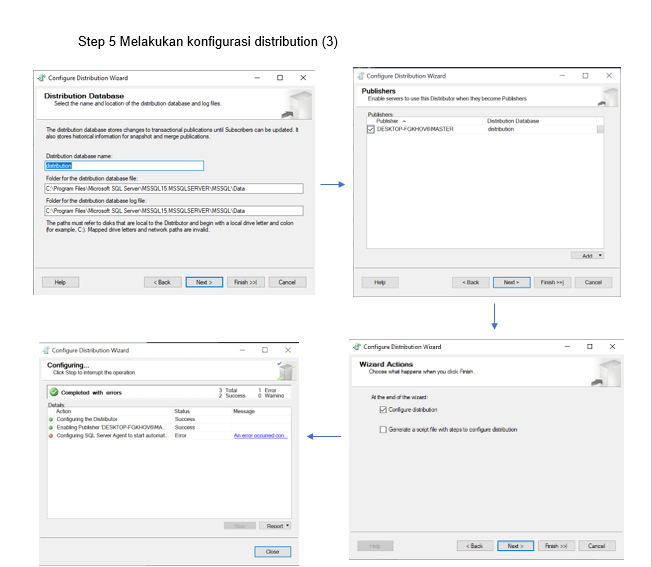 Step 5 Melakukan konfigurasi distribution (3)
Configure Distribution Wizard
Distribution Database
Select the name and location of the distribution database and log files.
The distribution database stores changes to transactional publications until Subscribers can be updated. It
also stores historical information for snapshot and merge publications.
Distribution database name:
distribution
Folder for the distribution database file:
C:\Program Files\Microsoft SQL Server\MSSQL15.MSSQLSERVER\MSSQL\Data
Folder for the distribution database log file:
C:\Program Files\Microsoft SQL Server\MSSQL15.MSSQLSERVER\MSSQL\Data
The paths must refer to disks that are local to the Distributor and begin with a local drive letter and colon
(for example, C:). Mapped drive letters and network paths are invalid.
Help < Back Next > Finish >>| Cancel
Configure Distribution Wizard
Publishers
Enable servers to use this Distributor when they become Publishers.
Publishers:
Publisher Distribution Database
DESKTOP-FGKHOV6\MASTER distribution
Add
Help < Back Next > Finish >>| Cancel
Configure Distribution Wizard
Wizard Actions
Choose what happens when you click Finish.
At the end of the wizard:
Configure distribution
Generate a script file with steps to configure distribution
Help < Back Next > Finish >>| Cancel
Configure Distribution Wizard
Configuring...
Click Stop to interrupt the operation.
Completed with errors 3 Total 1 Error
2 Success 0 Warning
Details:
Action Status Message
Configuring the Distributor Success
Enabling Publisher 'DESKTOP-FGKHOV6\MA... Success
Configuring SQL Server Agent to start automat... Error An error occurred con...
Stop Report
Close